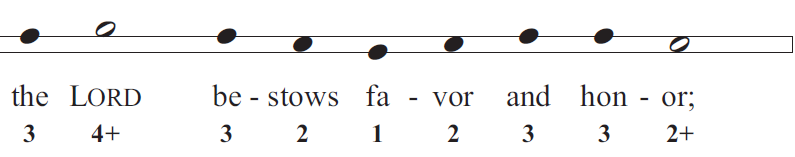 the LORD be - stows fa - vor and hon - or;
3 4+ 3 2 1 2 3 3 2+